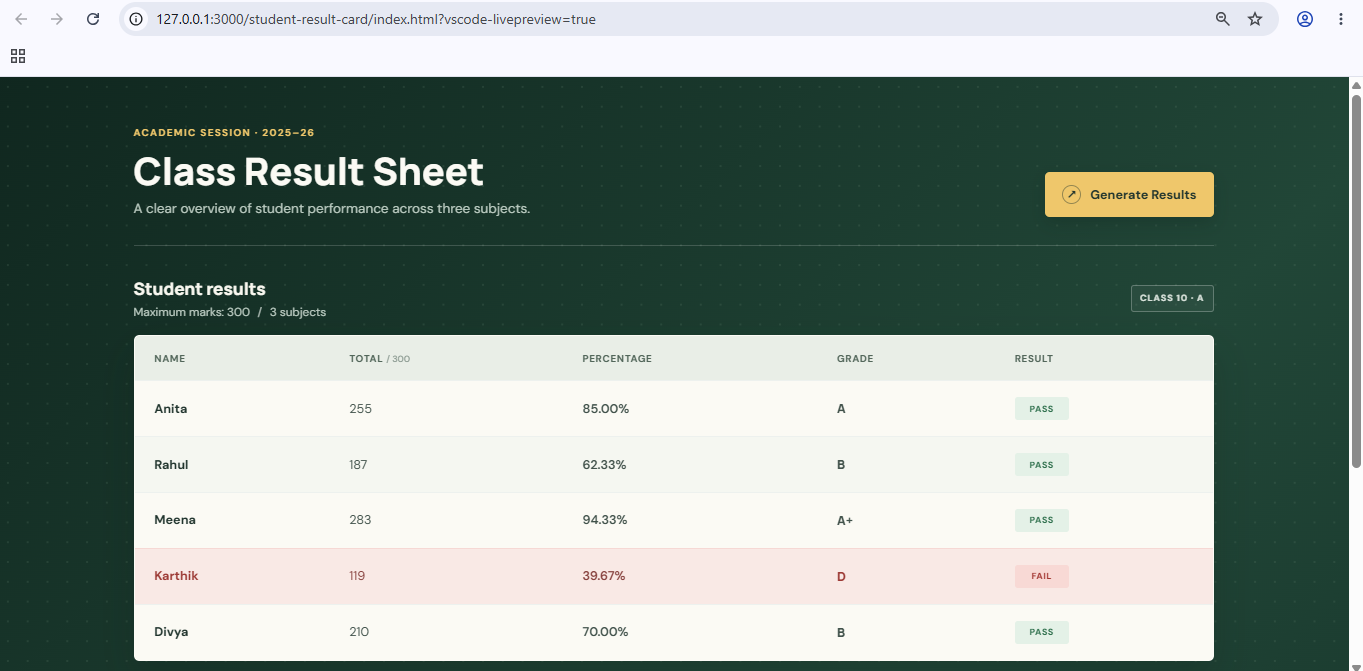 127.0.0.1:3000/student-result-card/index.html?vscode-livepreview=true
ACADEMIC SESSION · 2025–26
Class Result Sheet
A clear overview of student performance across three subjects.
↗ Generate Results
Student results
Maximum marks: 300 / 3 subjects
CLASS 10 · A
NAME TOTAL / 300 PERCENTAGE GRADE RESULT
Anita 255 85.00% A PASS
Rahul 187 62.33% B PASS
Meena 283 94.33% A+ PASS
Karthik 119 39.67% D FAIL
Divya 210 70.00% B PASS